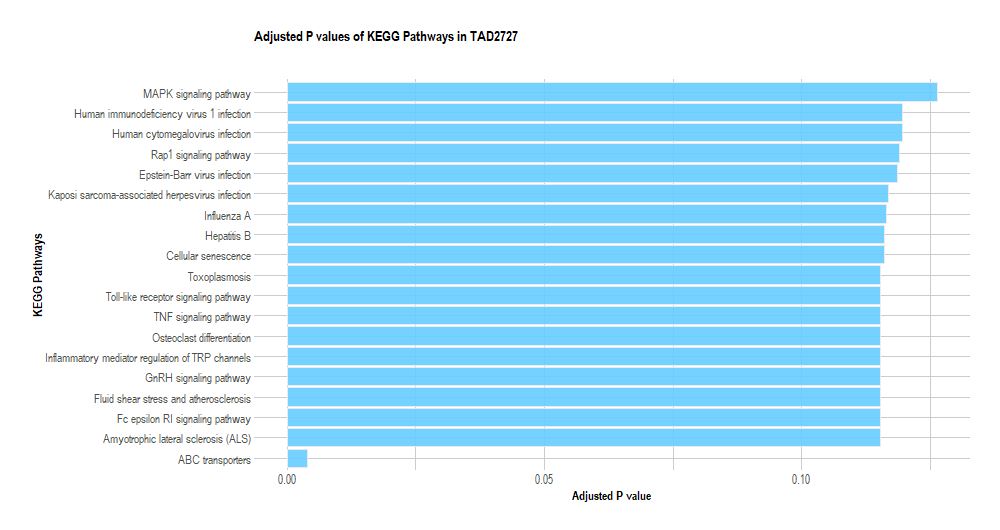 Adjusted P values of KEGG Pathways in TAD2727
MAPK signaling pathway
Human immunodeficiency virus 1 infection
Human cytomegalovirus infection
Rap1 signaling pathway
Epstein-Barr virus infection
Kaposi sarcoma-associated herpesvirus infection
Influenza A
Hepatitis B
Cellular senescence
Toxoplasmosis
Toll-like receptor signaling pathway
TNF signaling pathway
Osteoclast differentiation
Inflammatory mediator regulation of TRP channels
GnRH signaling pathway
Fluid shear stress and atherosclerosis
Fc epsilon RI signaling pathway
Amyotrophic lateral sclerosis (ALS)
ABC transporters
KEGG Pathways
0.00 0.05 0.10
Adjusted P value